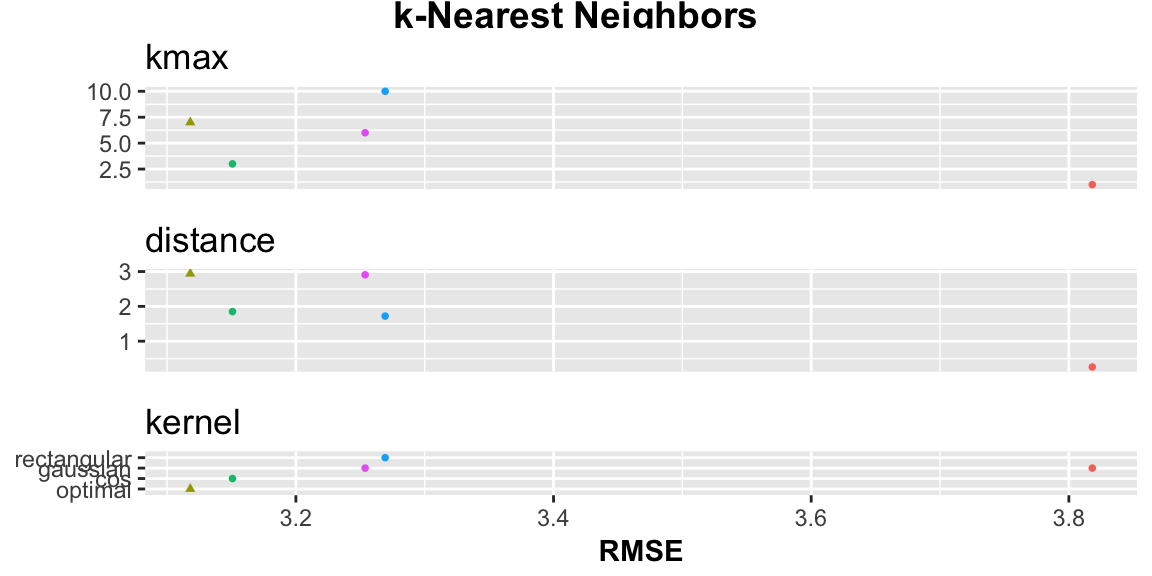 k-Nearest Neighbors
kmax
10.0
7.5
5.0
2.5
distance
3
2
1
kernel
rectangular
gaussian
cos
optimal
3.2 3.4 3.6 3.8
RMSE